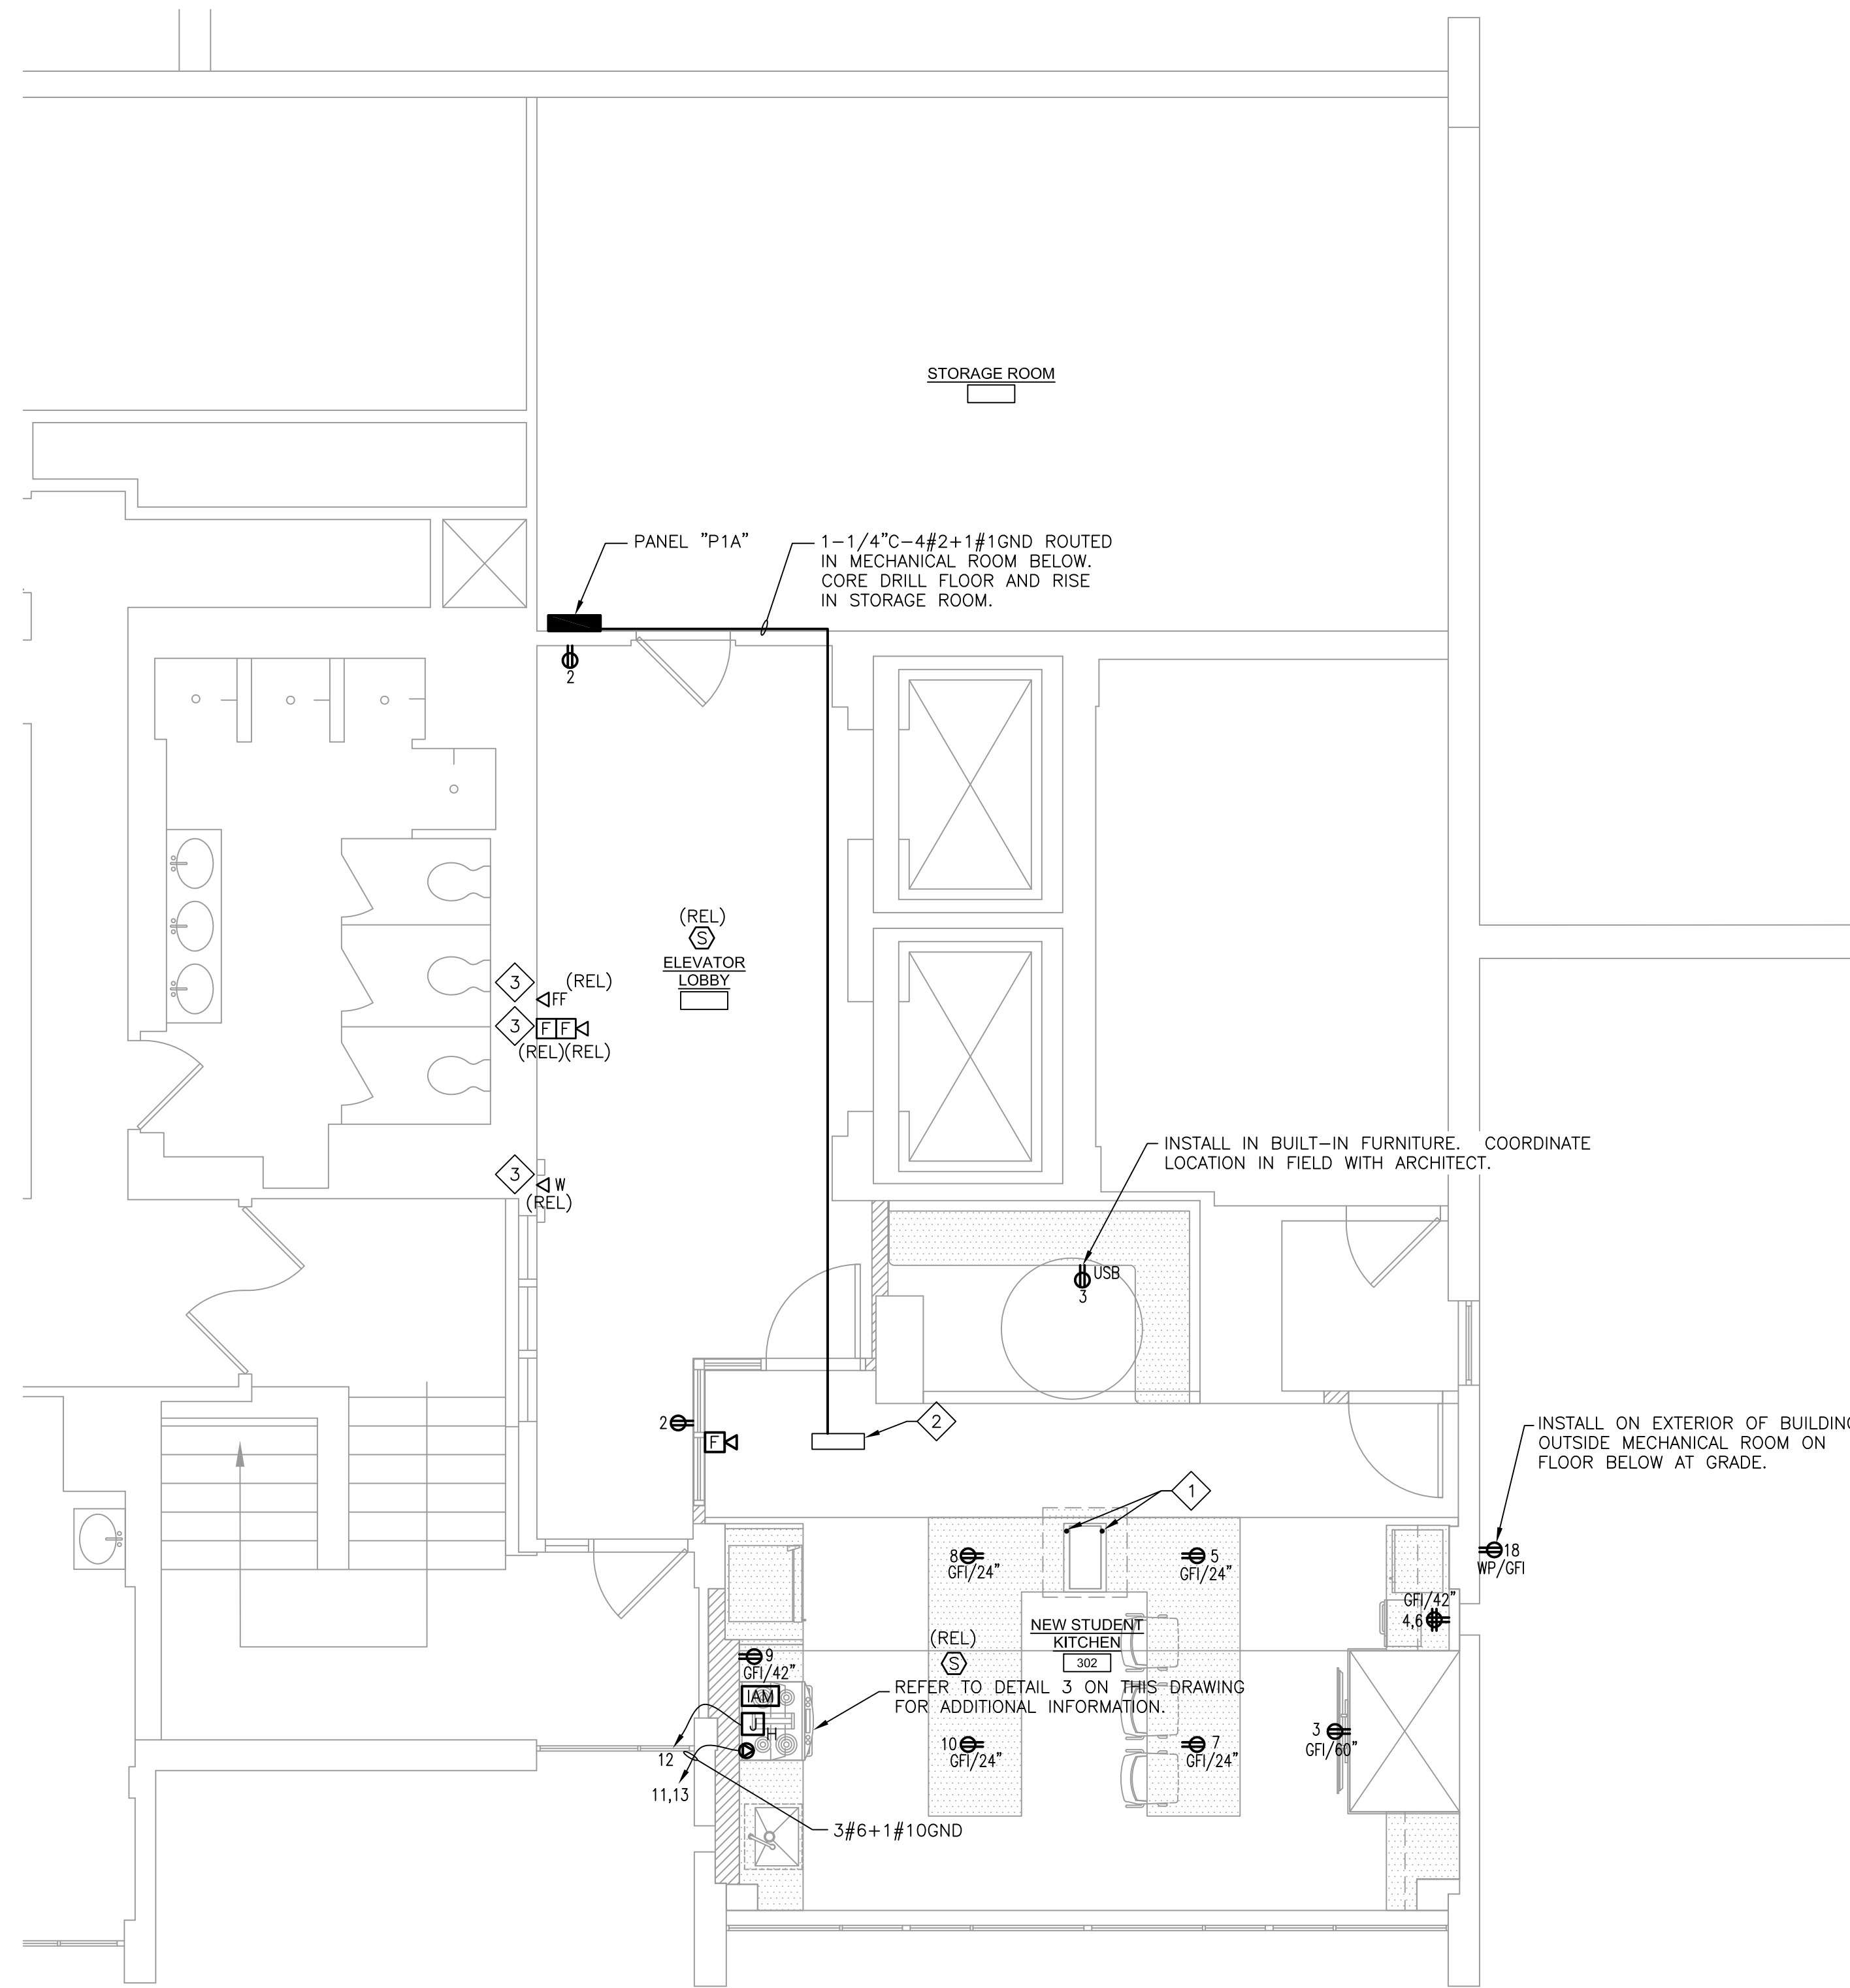 STORAGE ROOM
PANEL "P1A"
1-1/4"C-4#2+1#1GND ROUTED
IN MECHANICAL ROOM BELOW.
CORE DRILL FLOOR AND RISE
IN STORAGE ROOM.
2
(REL)
S
ELEVATOR
LOBBY
3
FF
(REL)
3
F F
(REL)(REL)
3
W
(REL)
INSTALL IN BUILT-IN FURNITURE. COORDINATE
LOCATION IN FIELD WITH ARCHITECT.
USB
3
2
F
2
INSTALL ON EXTERIOR OF BUILDING
OUTSIDE MECHANICAL ROOM ON
FLOOR BELOW AT GRADE.
1
8
GFI/24"
5
GFI/24"
18
WP/GFI
GFI/42"
4,6
NEW STUDENT
KITCHEN
302
(REL)
S
9
GFI/42"
REFER TO DETAIL 3 ON THIS DRAWING
FOR ADDITIONAL INFORMATION.
IAM
J
H
12
11,13
10
GFI/24"
7
GFI/24"
3
GFI/60"
3#6+1#10GND